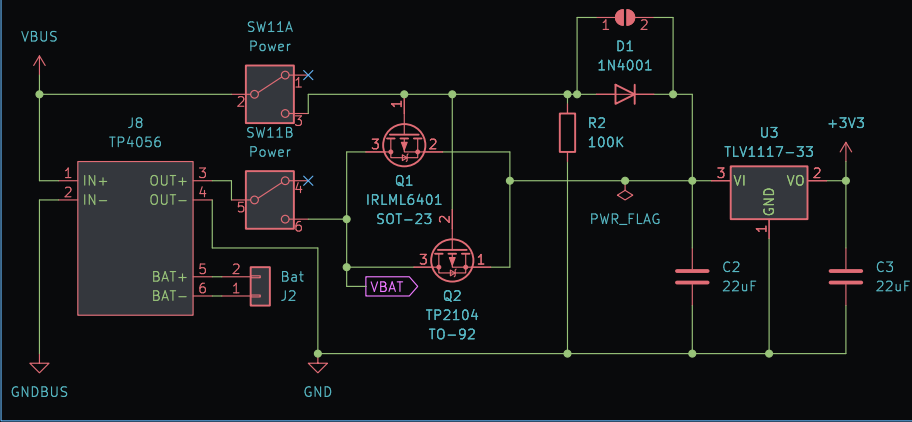 VBUS
SW11A
Power
1
2
3
1 2
D1
1N4001
J8
TP4056
SW11B
Power
4
5
6
1 IN+
2 IN-
OUT+ 3
OUT- 4
BAT+ 5
BAT- 6
2
1
Bat
J2
1
3 2
Q1
IRLML6401
SOT-23
2
3 1
VBAT
Q2
TP2104
TO-92
R2
100K
PWR_FLAG
U3
TLV1117-33
3 VI
VO 2
GND
1
+3V3
C2
22uF
C3
22uF
GNDBUS
GND